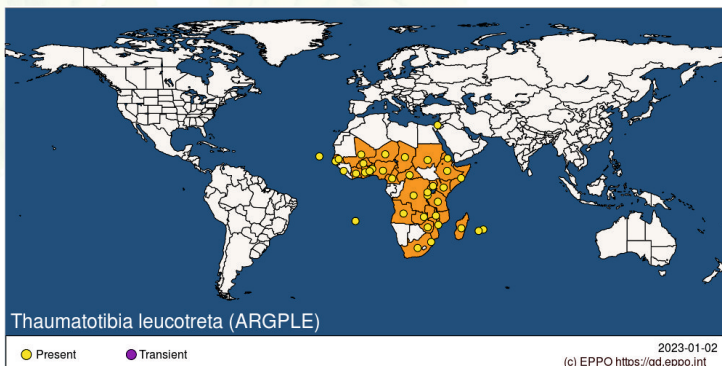 Thaumatotibia leucotreta (ARGPLE)
Present
Transient
2023-01-02
(c) EPPO https://gd.eppo.int